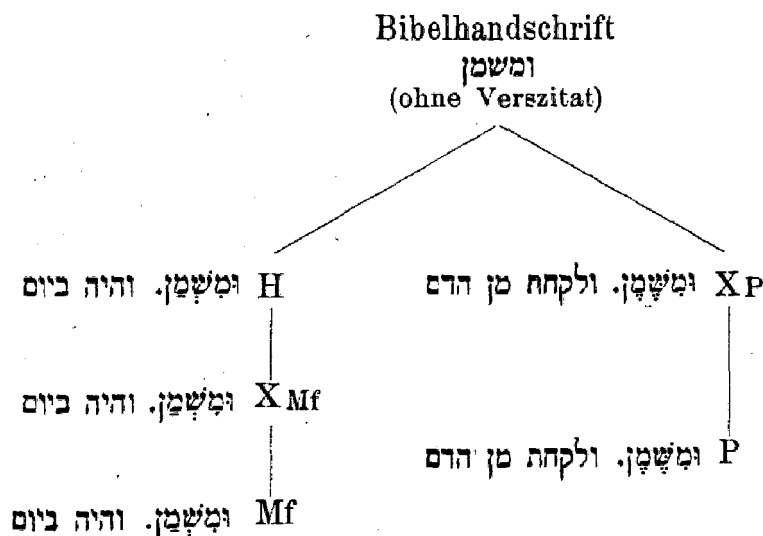 Bibelhandschrift
ומשמן
(ohne Verszitat)
H וּמִשְׁמַן. והיה ביום
XP וּמִשֶּׁמֶן. ולקחת מן הדם
XMf וּמִשְׁמַן. והיה ביום
P וּמִשֶּׁמֶן. ולקחת מן הדם
Mf וּמִשְׁמַן. והיה ביום